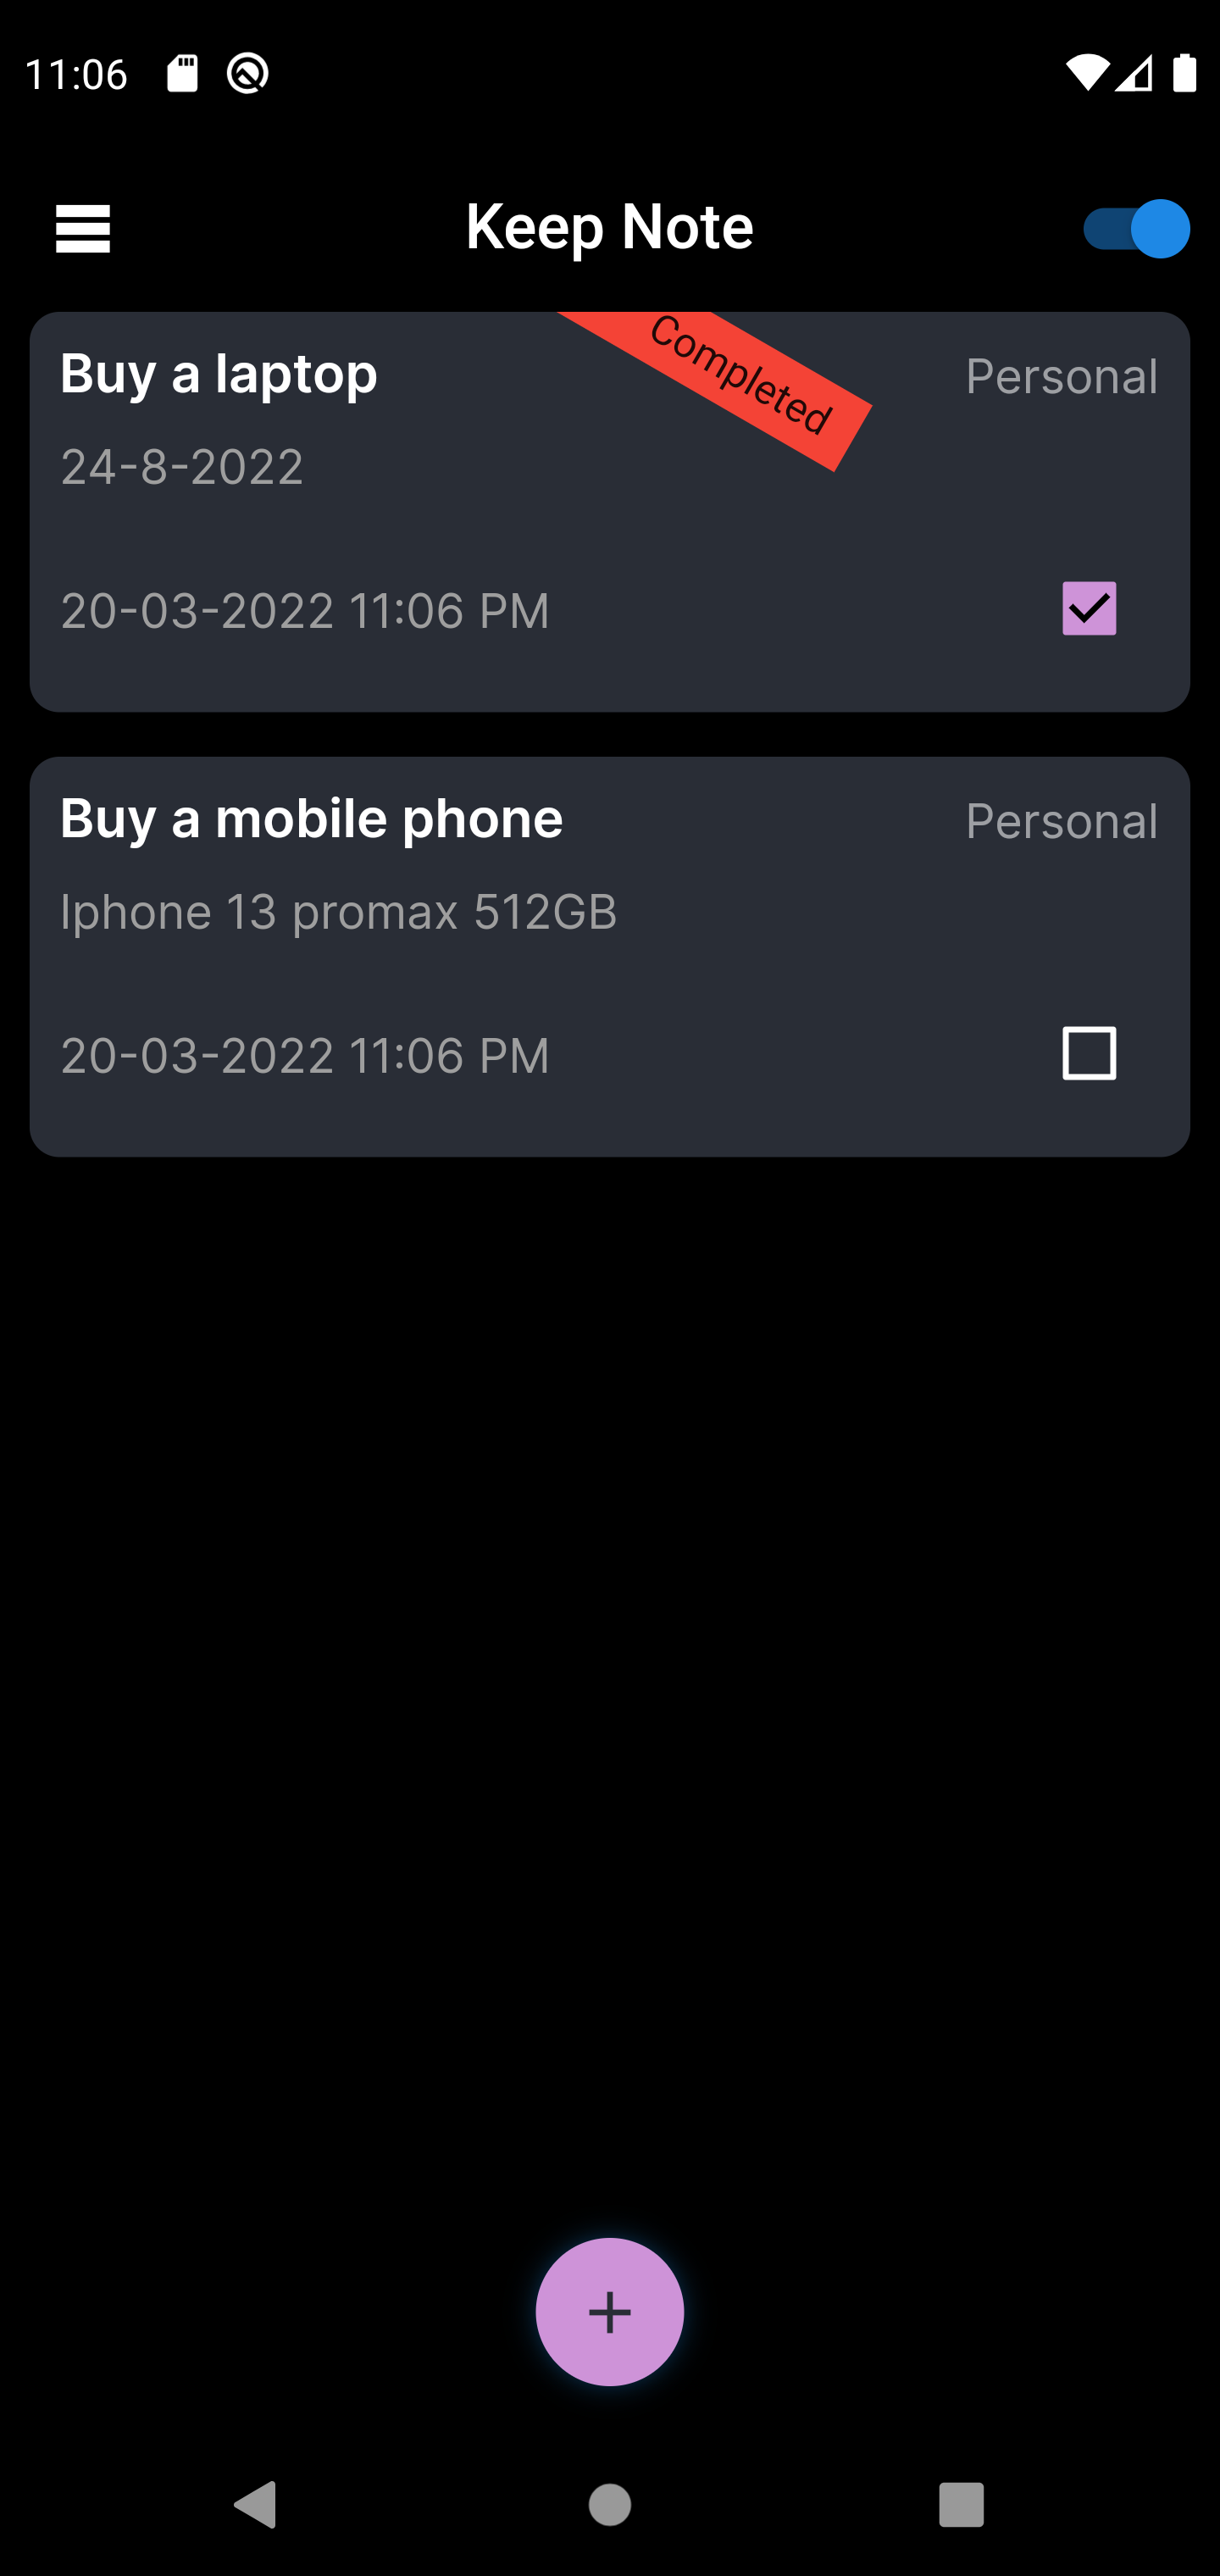 11:06
Keep Note
Buy a laptop
Completed
Personal
24-8-2022
20-03-2022 11:06 PM
Buy a mobile phone
Personal
Iphone 13 promax 512GB
20-03-2022 11:06 PM